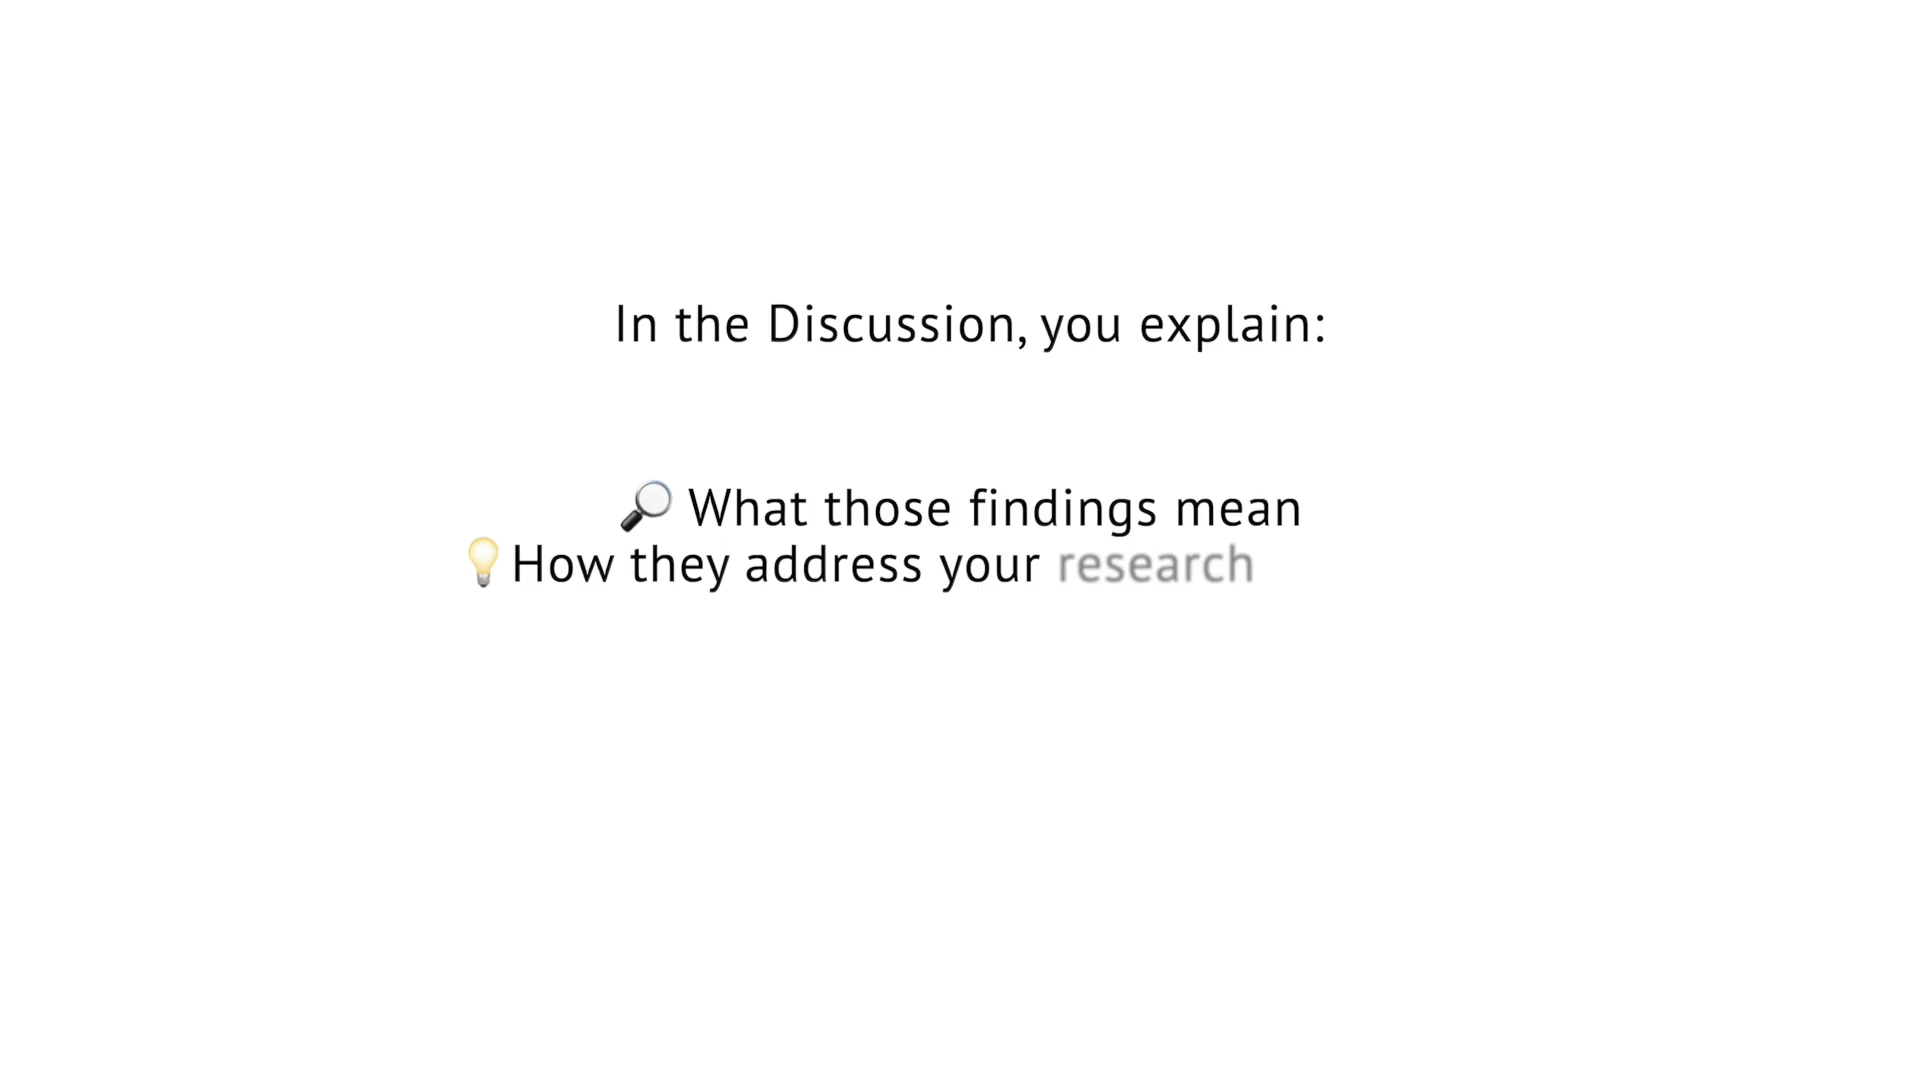 In the Discussion, you explain:
🔎 What those findings mean
💡How they address your research